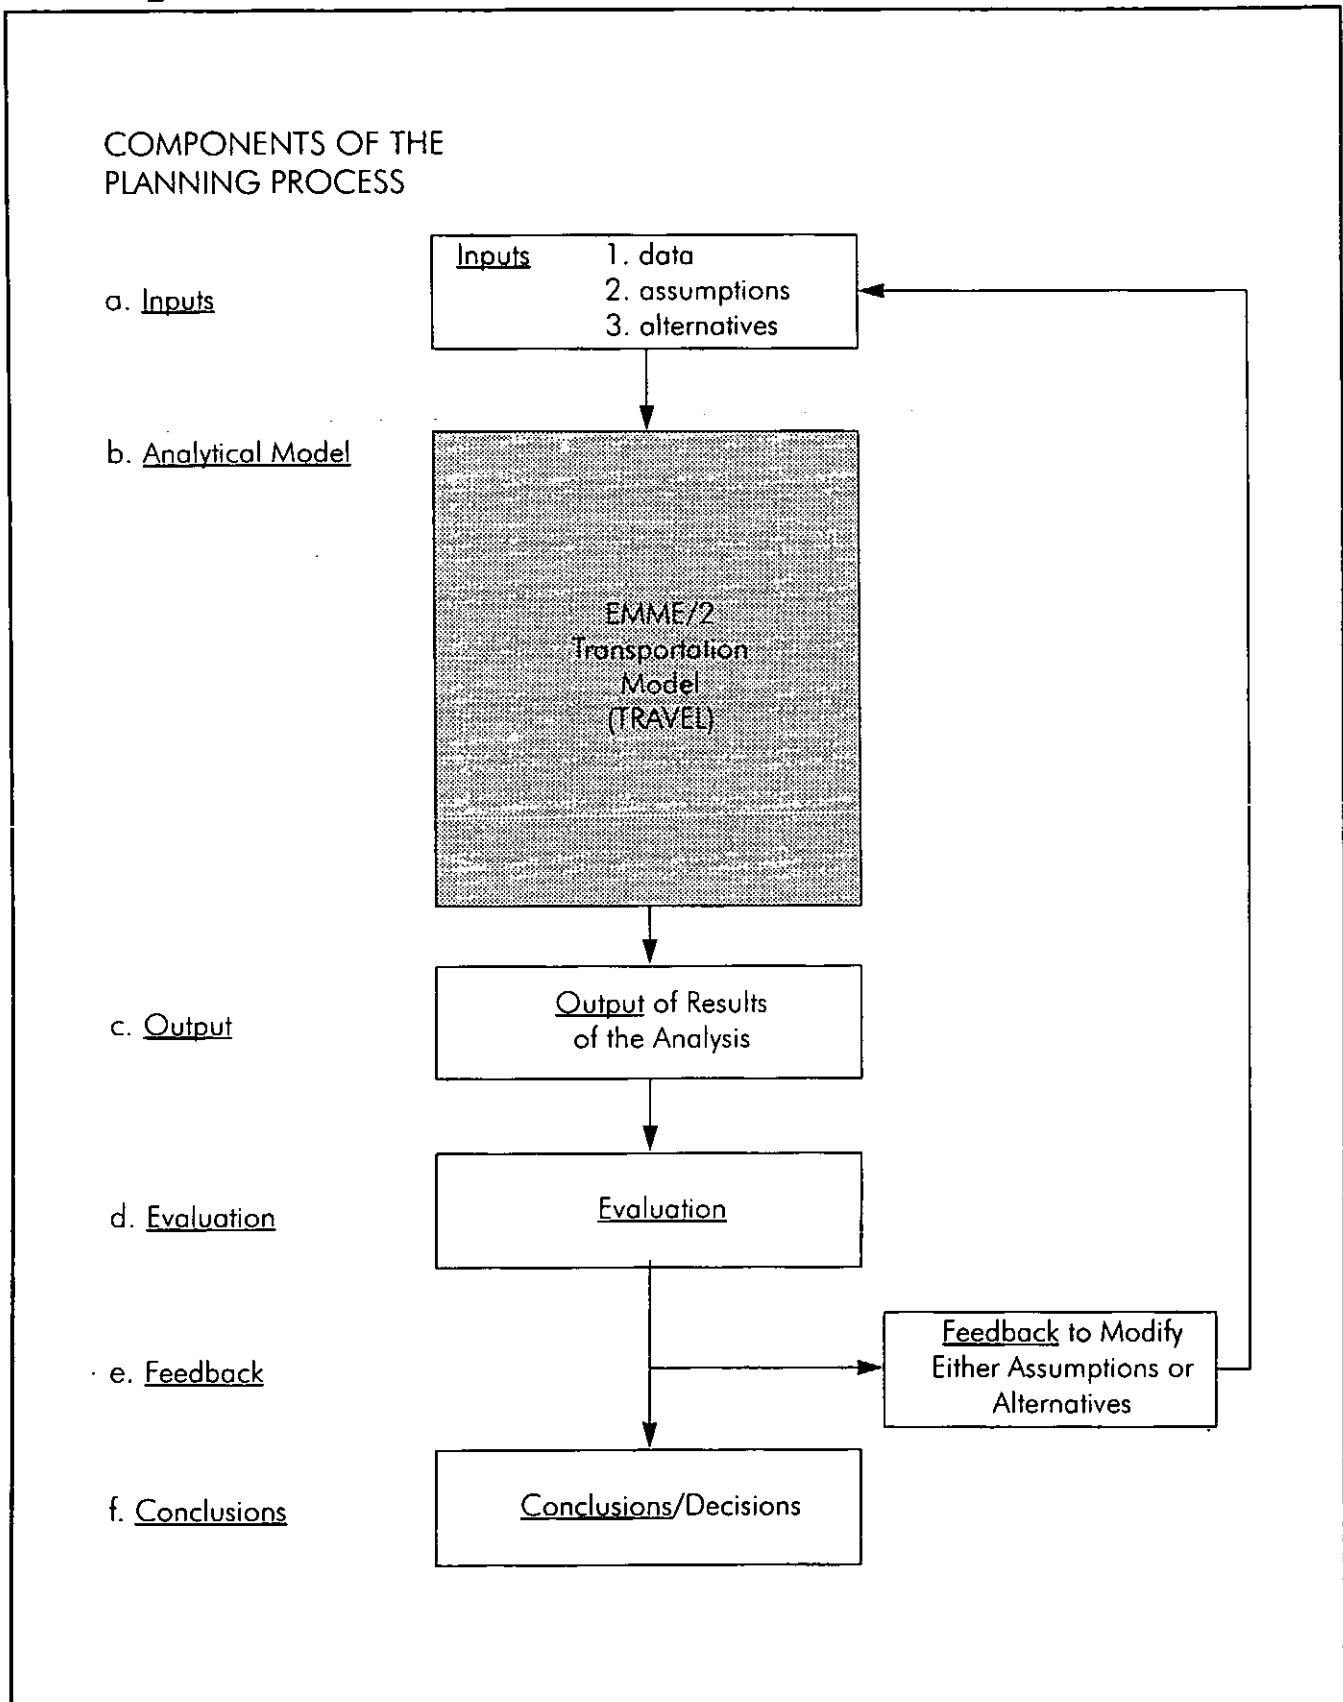 COMPONENTS OF THE
PLANNING PROCESS
a. Inputs
Inputs 1. data
2. assumptions
3. alternatives
b. Analytical Model
EMME/2
Transportation
Model
(TRAVEL)
c. Output
Output of Results
of the Analysis
d. Evaluation
Evaluation
e. Feedback
Feedback to Modify
Either Assumptions or
Alternatives
f. Conclusions
Conclusions/Decisions